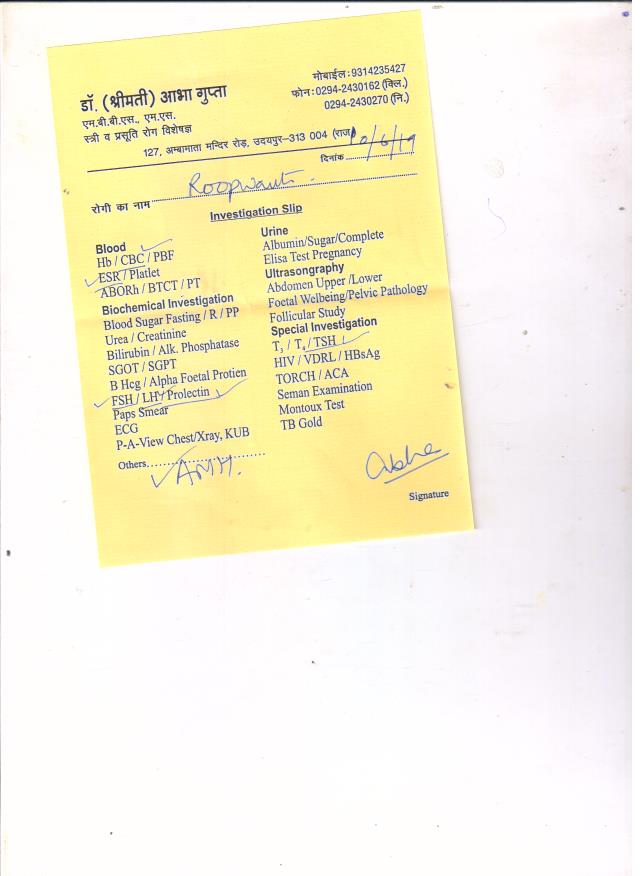 डॉ. (श्रीमती) आभा गुप्ता
एम.बी.बी.एस., एम.एस.
स्त्री व प्रसूति रोग विशेषज्ञ
मोबाईल : 9314235427
फोन : 0294-2430162 (क्लि.)
0294-2430270 (नि.)
127, अम्बामाता मन्दिर रोड़, उदयपुर-313 004 (राज
दिनांक 10/6/19
रोगी का नाम Roopwanti
Investigation Slip
Blood
Hb / CBC / PBF
ESR / Platlet
ABORh / BTCT / PT
Biochemical Investigation
Blood Sugar Fasting / R / PP
Urea / Creatinine
Bilirubin / Alk. Phosphatase
SGOT / SGPT
B Hcg / Alpha Foetal Protien
FSH / LH / Prolectin
Paps Smear
ECG
P-A-View Chest/Xray, KUB
Others..............................
AMH.
Urine
Albumin/Sugar/Complete
Elisa Test Pregnancy
Ultrasongraphy
Abdomen Upper /Lower
Foetal Welbeing/Pelvic Pathology
Follicular Study
Special Investigation
T3 / T4 / TSH
HIV / VDRL / HBsAg
TORCH / ACA
Seman Examination
Montoux Test
TB Gold
Abha
Signature